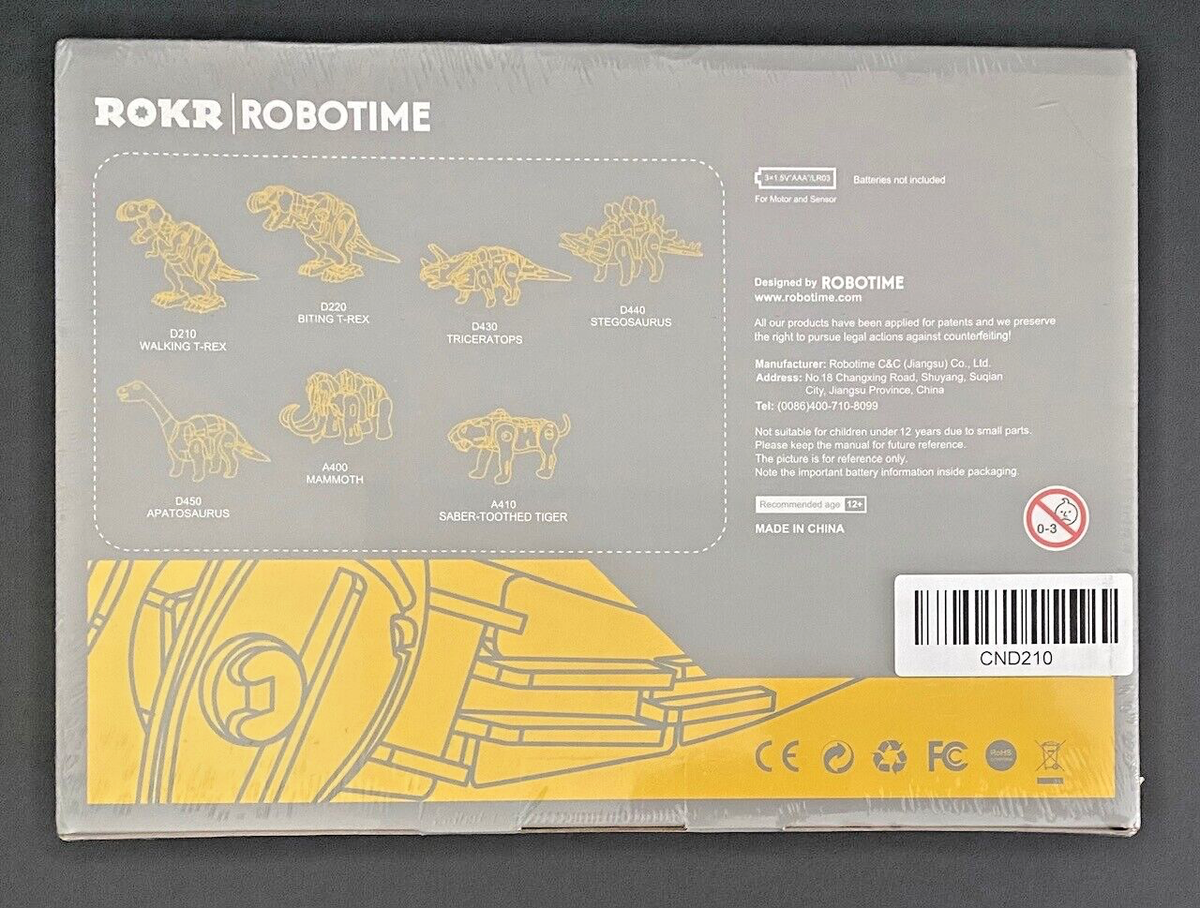 ROKR | ROBOTIME
D210
WALKING T-REX
D220
BITING T-REX
D430
TRICERATOPS
D440
STEGOSAURUS
D450
APATOSAURUS
A400
MAMMOTH
A410
SABER-TOOTHED TIGER
3×1.5V"AAA"/LR03
Batteries not included
For Motor and Sensor
Designed by ROBOTIME
www.robotime.com
All our products have been applied for patents and we preserve
the right to pursue legal actions against counterfeiting!
Manufacturer: Robotime C&C (Jiangsu) Co., Ltd.
Address: No.18 Changxing Road, Shuyang, Suqian
City, Jiangsu Province, China
Tel: (0086)400-710-8099
Not suitable for children under 12 years due to small parts.
Please keep the manual for future reference.
The picture is for reference only.
Note the important battery information inside packaging.
Recommended age 12+
MADE IN CHINA
0-3
CND210
CE
FC
RoHS